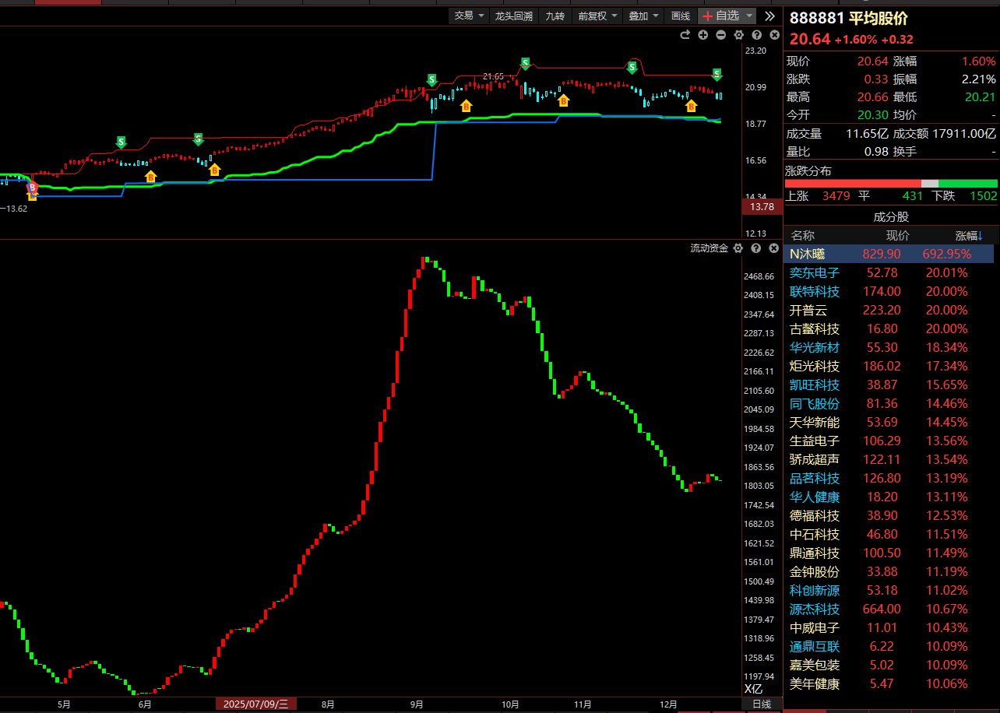 交易 龙头回溯 九转 前复权 叠加 画线 +自选
888881 平均股价
20.64 +1.60% +0.32
现价 20.64 涨幅 1.60%
涨跌 0.33 振幅 2.21%
最高 20.66 最低 20.21
今开 20.30 均价 -
成交量 11.65亿 成交额 17911.00亿
量比 0.98 换手 -
涨跌分布
上涨 3479 平 431 下跌 1502
成分股
名称 现价 涨幅↓
N沐曦 829.90 692.95%
奕东电子 52.78 20.01%
联特科技 174.00 20.00%
开普云 223.20 20.00%
古鳌科技 16.80 20.00%
华光新材 55.30 18.34%
炬光科技 186.02 17.34%
凯旺科技 38.87 15.65%
同飞股份 81.36 14.46%
天华新能 53.69 14.45%
生益电子 106.29 13.56%
骄成超声 122.11 13.54%
品茗科技 126.80 13.19%
华人健康 18.20 13.11%
德福科技 38.90 12.53%
中石科技 46.80 11.51%
鼎通科技 100.50 11.49%
金钟股份 33.88 11.19%
科创新源 53.18 11.02%
源杰科技 664.00 10.67%
中威电子 11.01 10.43%
通鼎互联 6.22 10.09%
嘉美包装 5.02 10.09%
美年健康 5.47 10.06%
23.20
20.99
18.77
16.56
14.34
13.78
12.13
21.65
13.62
S
S
S
S
S
S
B
B
B
B
B
B
B
流动资金
2468.66
2408.15
2347.64
2287.13
2226.62
2166.11
2105.60
2045.09
1984.58
1924.07
1863.56
1803.05
1742.54
1682.03
1621.52
1561.01
1500.49
1439.98
1379.47
1318.96
1258.45
1197.94
X亿
5月 6月 2025/07/09/三 8月 9月 10月 11月 12月 日线